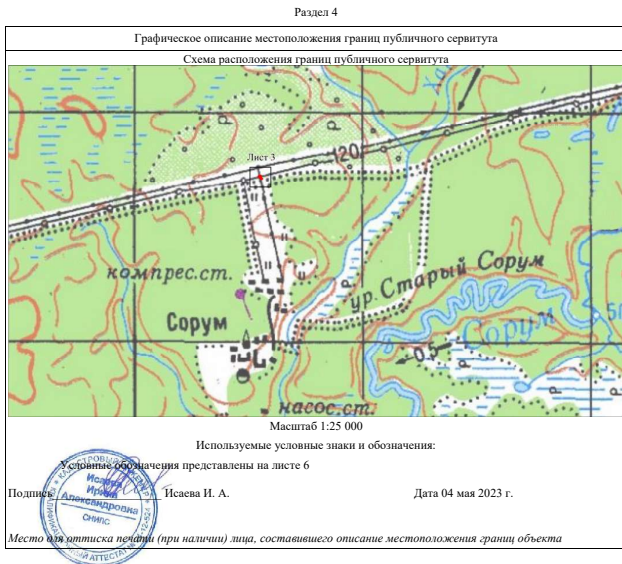 Раздел 4
Графическое описание местоположения границ публичного сервитута
Схема расположения границ публичного сервитута
Лист 3
120
компрес.ст.
ур. Старый Сорум
Сорум
Сорум
0,5
насос.ст.
Масштаб 1:25 000
Используемые условные знаки и обозначения:
Условные обозначения представлены на листе 6
Подпись Исаева И. А. Дата 04 мая 2023 г.
Исаева
Ирина
Александровна
СНИЛС
Место для оттиска печати (при наличии) лица, составившего описание местоположения границ объекта